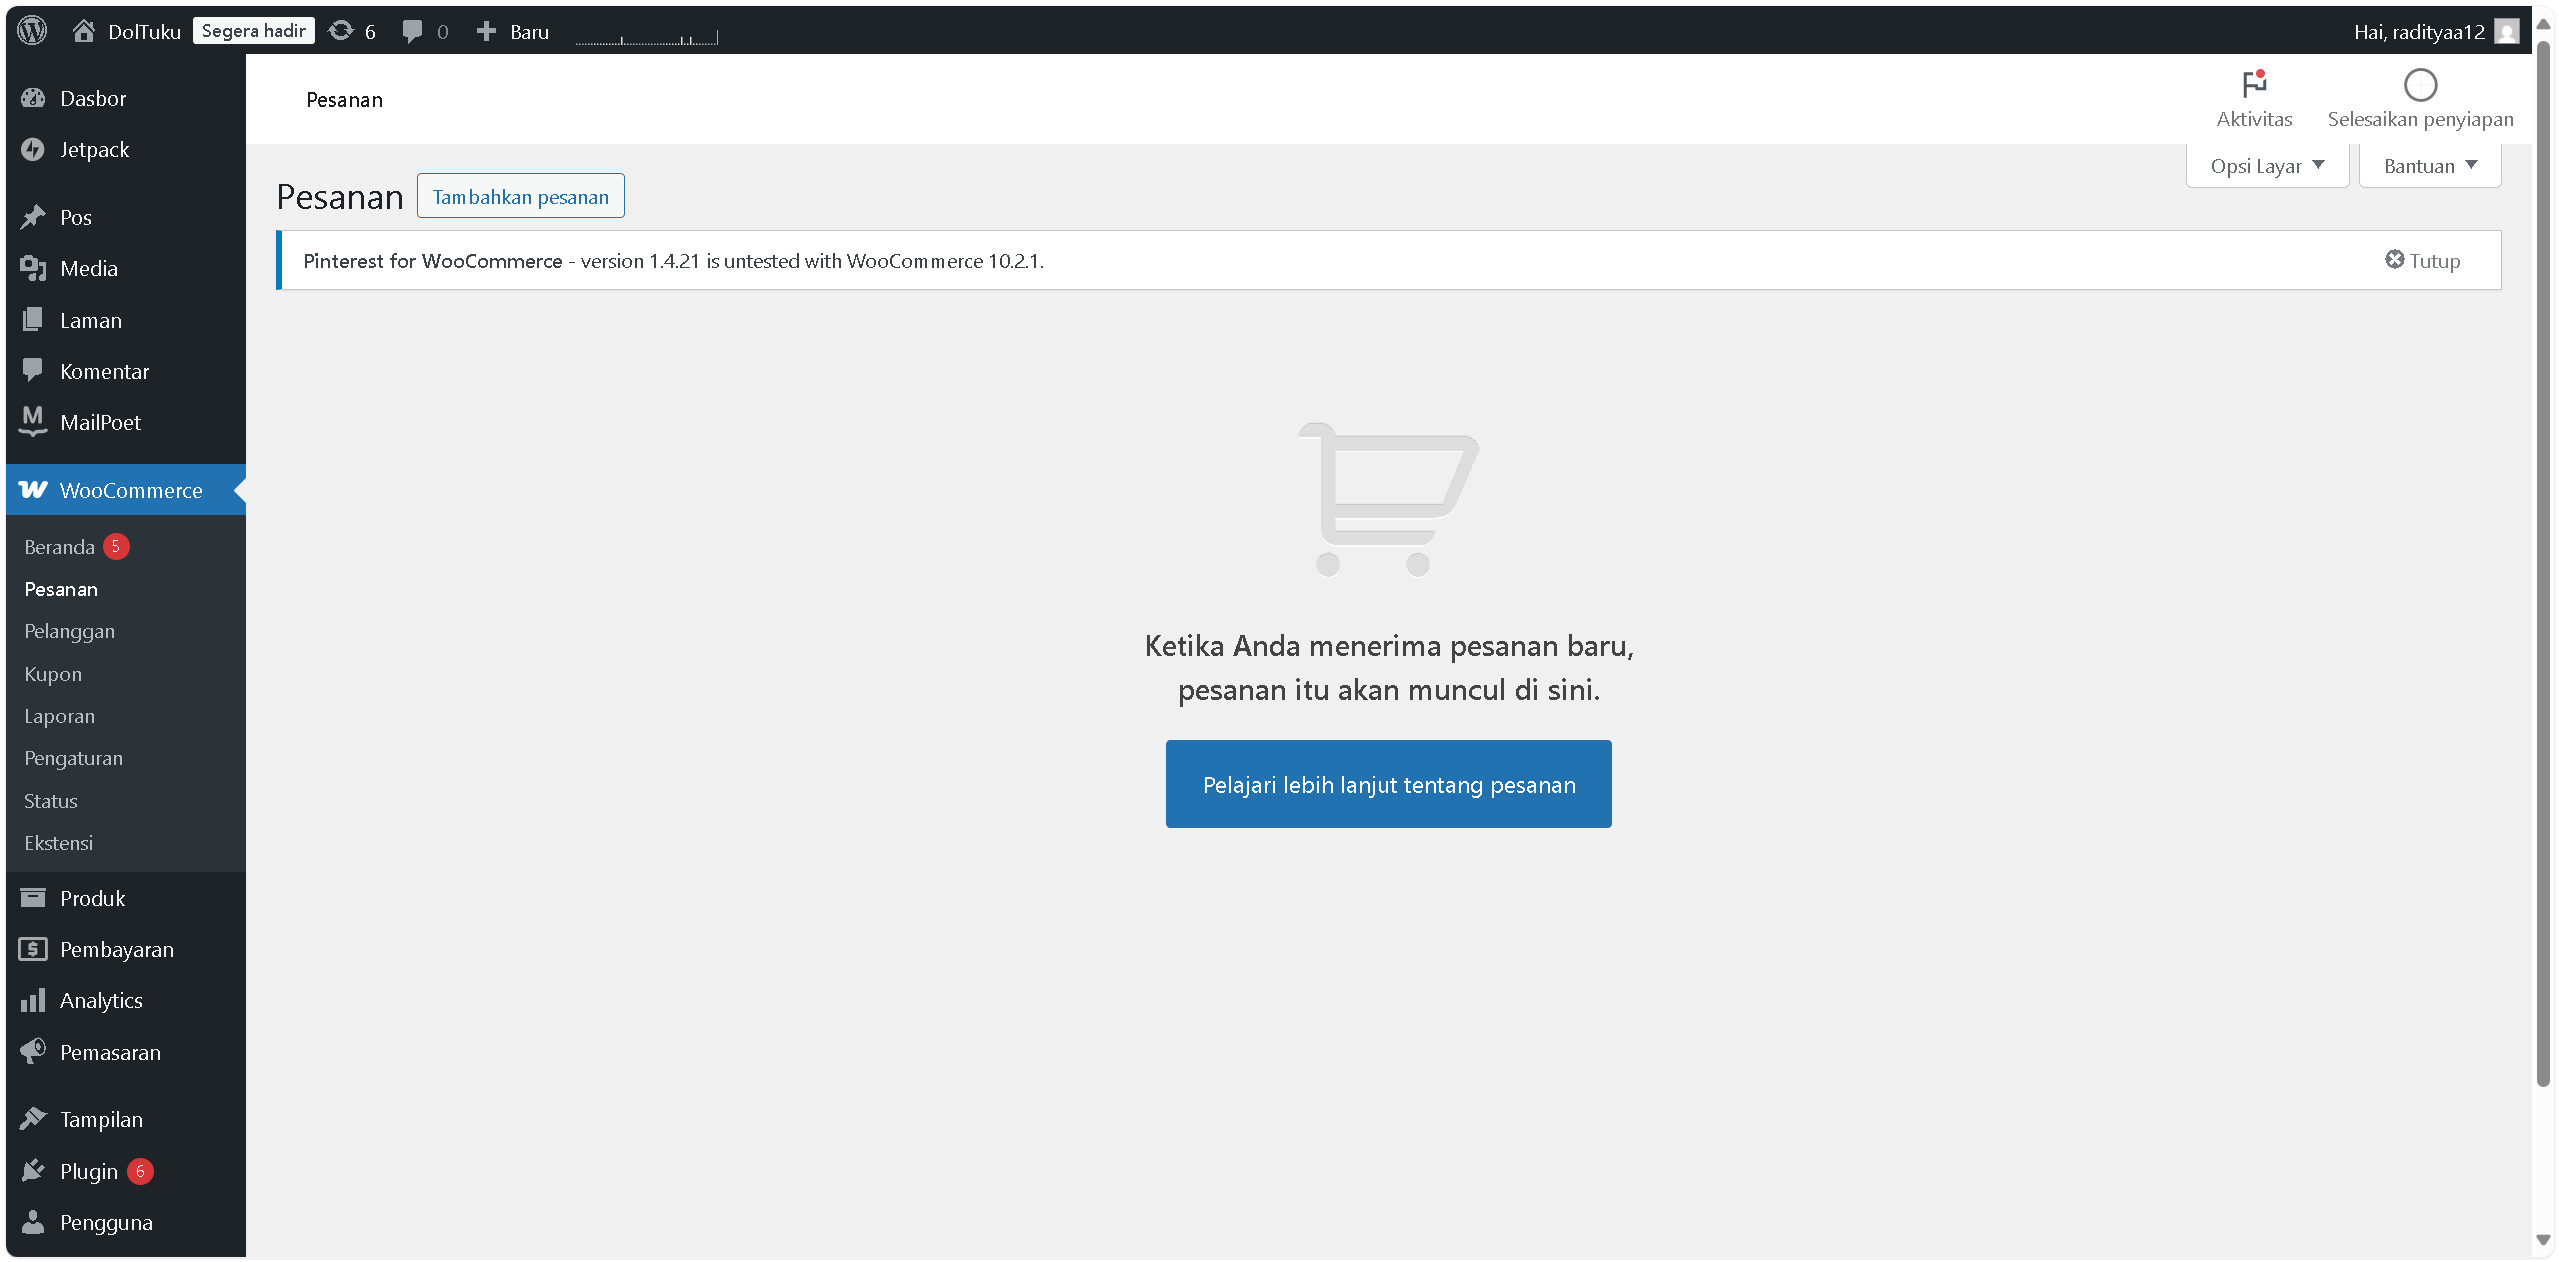 DolTuku
Segera hadir
6
0
Baru
Hai, radityaa12
Dasbor
Jetpack
Pos
Media
Laman
Komentar
MailPoet
WooCommerce
Beranda 5
Pesanan
Pelanggan
Kupon
Laporan
Pengaturan
Status
Ekstensi
Produk
Pembayaran
Analytics
Pemasaran
Tampilan
Plugin 6
Pengguna
Pesanan
Aktivitas
Selesaikan penyiapan
Opsi Layar
Bantuan
Pesanan
Tambahkan pesanan
Pinterest for WooCommerce - version 1.4.21 is untested with WooCommerce 10.2.1.
Tutup
Ketika Anda menerima pesanan baru,
pesanan itu akan muncul di sini.
Pelajari lebih lanjut tentang pesanan